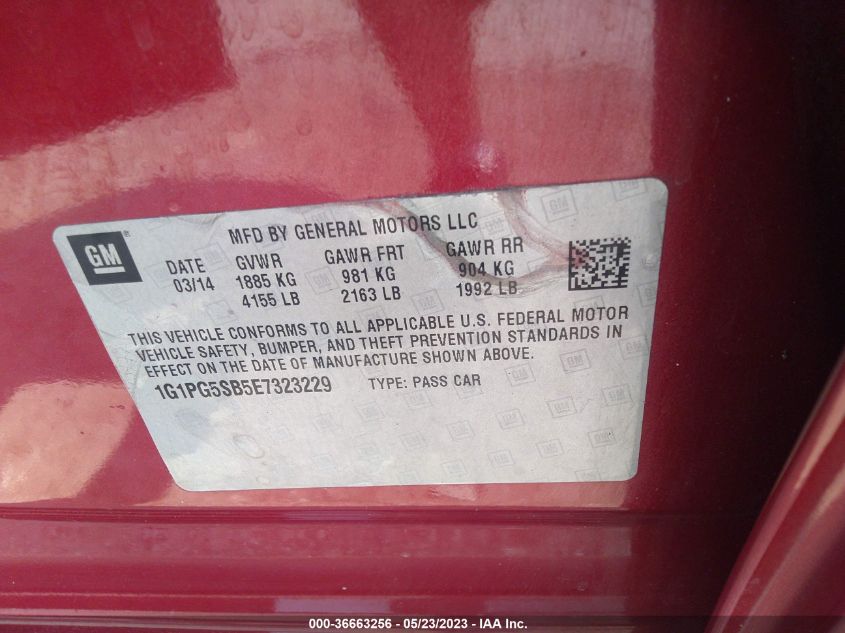 GM®
MFD BY GENERAL MOTORS LLC
DATE GVWR GAWR FRT GAWR RR
03/14 1885 KG 981 KG 904 KG
4155 LB 2163 LB 1992 LB
THIS VEHICLE CONFORMS TO ALL APPLICABLE U.S. FEDERAL MOTOR
VEHICLE SAFETY, BUMPER, AND THEFT PREVENTION STANDARDS IN
EFFECT ON THE DATE OF MANUFACTURE SHOWN ABOVE.
1G1PG5SB5E7323229 TYPE: PASS CAR
000-36663256 - 05/23/2023 - IAA Inc.